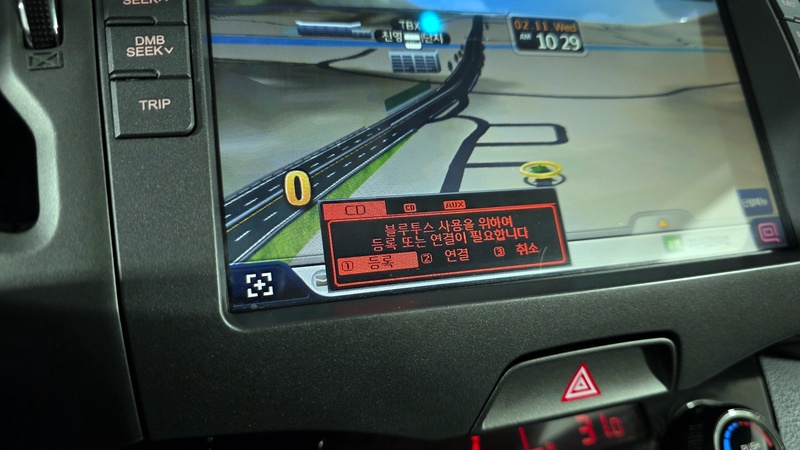 SEEK∧
DMB
SEEK∨
TRIP
02.11 Wed
AM 10 29
0
CD
CD
AUX
블루투스 사용을 위하여
등록 또는 연결이 필요합니다
1 등록
2 연결
3 취소